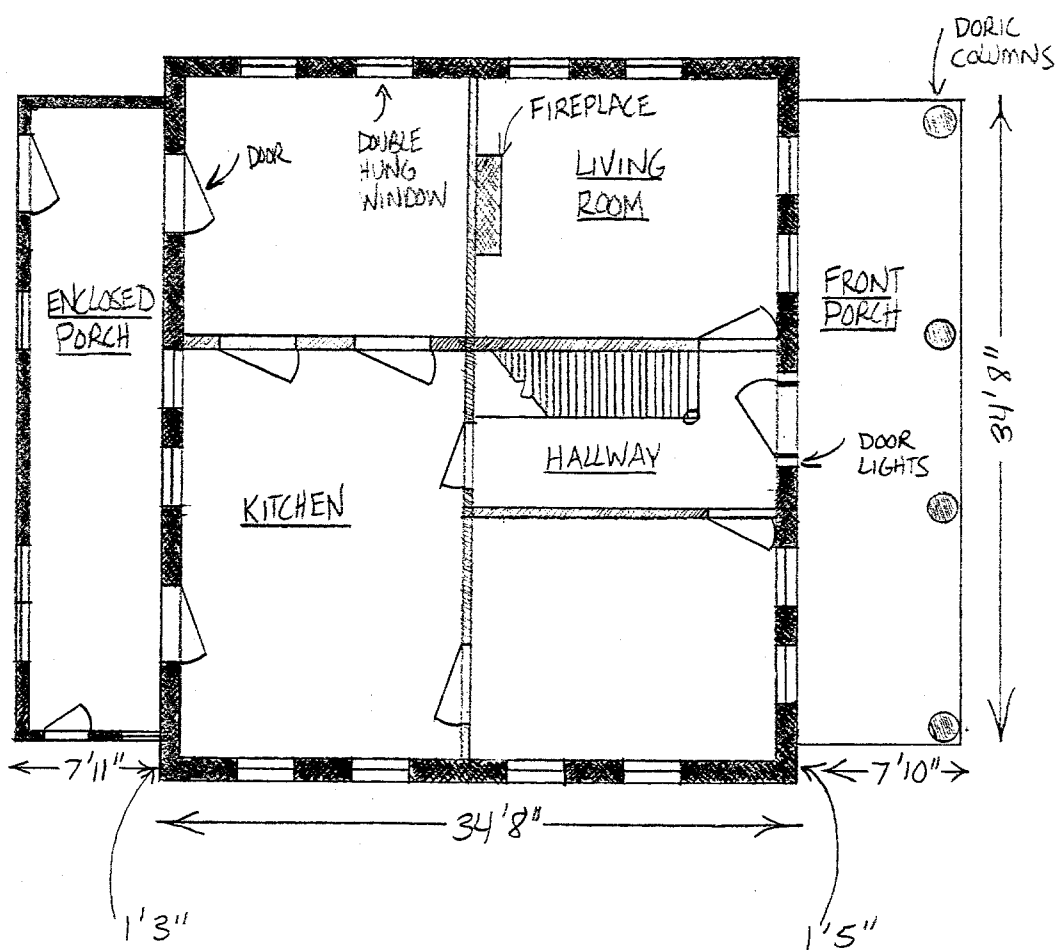 DORIC
COLUMNS
FIREPLACE
DOOR
DOUBLE
HUNG
WINDOW
LIVING
ROOM
ENCLOSED
PORCH
FRONT
PORCH
34'8"
HALLWAY
DOOR
LIGHTS
KITCHEN
7'11"
7'10"
34'8"
1'3"
1'5"